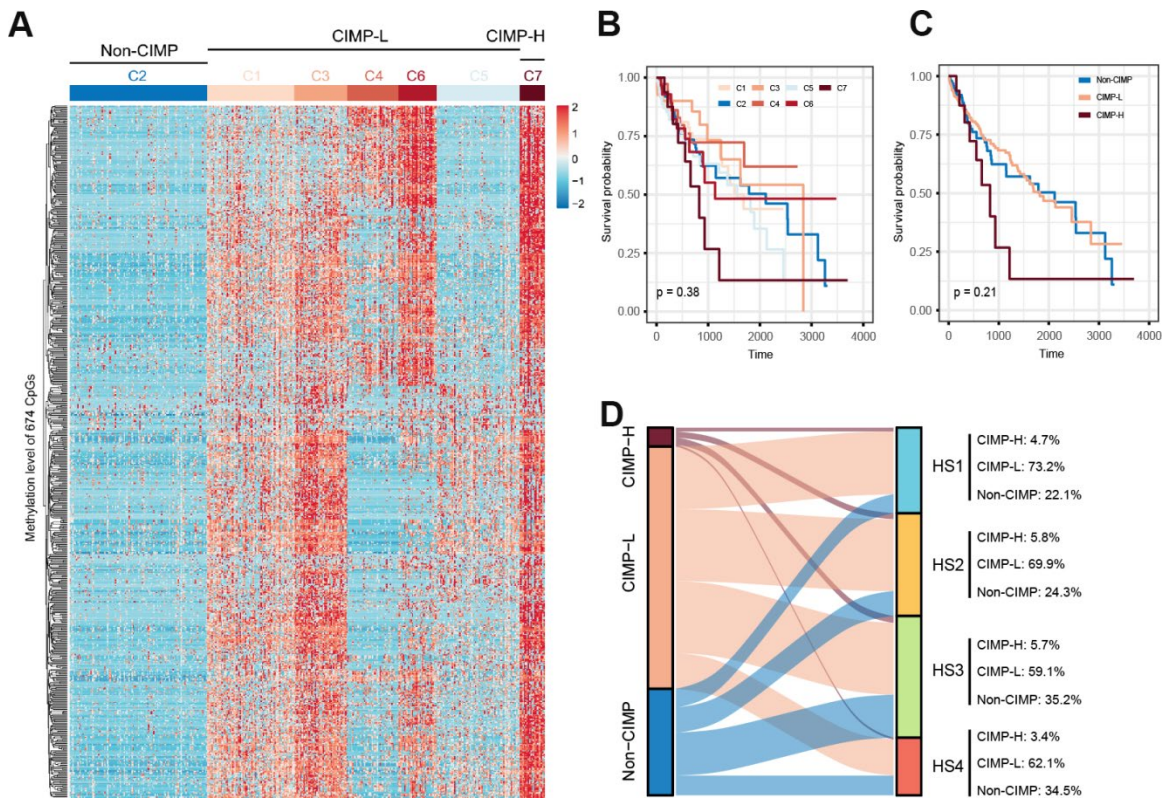 A
Non-CIMP
CIMP-L
CIMP-H
C2
C1
C3
C4
C6
C5
C7
2
1
0
−1
−2
Methylation level of 674 CpGs
B
Survival probability
1.00
0.75
0.50
0.25
0.00
C1
C3
C5
C7
C2
C4
C6
p = 0.38
0
1000
2000
3000
4000
Time
C
Survival probability
1.00
0.75
0.50
0.25
0.00
Non-CIMP
CIMP-L
CIMP-H
p = 0.21
0
1000
2000
3000
4000
Time
D
CIMP-H
CIMP-L
Non−CIMP
HS1
CIMP-H: 4.7%
CIMP-L: 73.2%
Non-CIMP: 22.1%
HS2
CIMP-H: 5.8%
CIMP-L: 69.9%
Non-CIMP: 24.3%
HS3
CIMP-H: 5.7%
CIMP-L: 59.1%
Non-CIMP: 35.2%
HS4
CIMP-H: 3.4%
CIMP-L: 62.1%
Non-CIMP: 34.5%